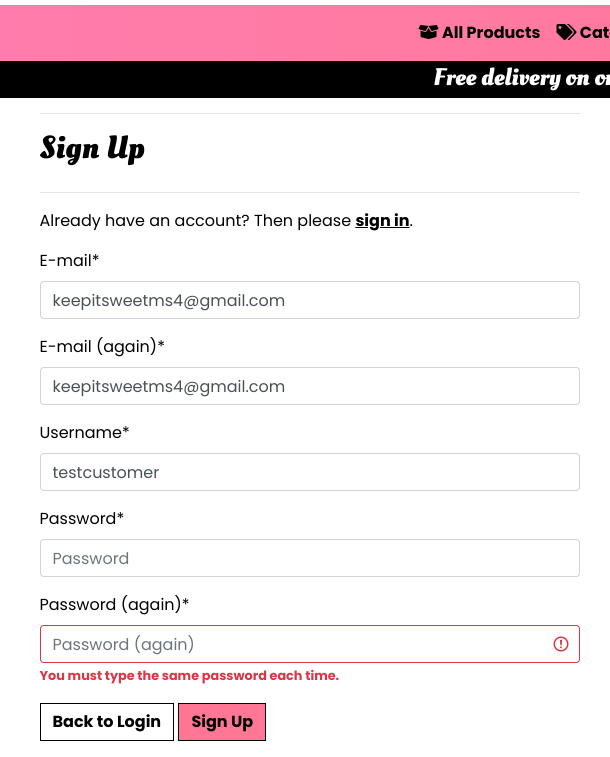 All Products
Free delivery on
Sign Up
Already have an account? Then please sign in.
E-mail*
keepitsweetms4@gmail.com
E-mail (again)*
keepitsweetms4@gmail.com
Username*
testcustomer
Password*
Password
Password (again)*
Password (again)
You must type the same password each time.
Back to Login Sign Up